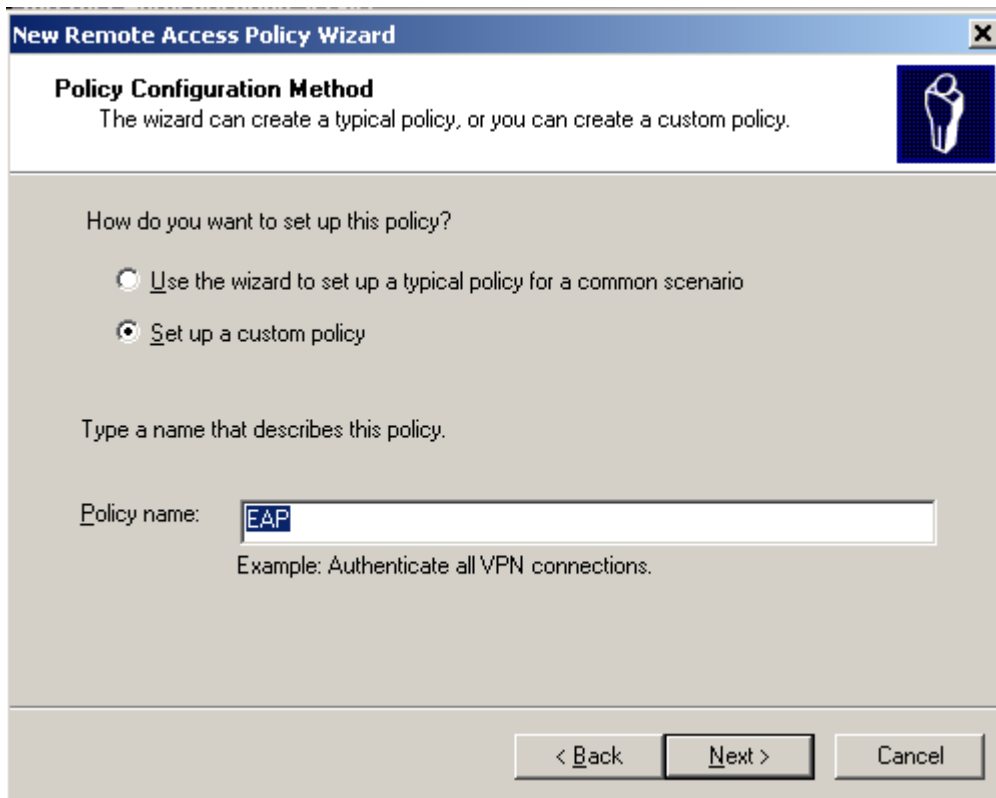 New Remote Access Policy Wizard
Policy Configuration Method
The wizard can create a typical policy, or you can create a custom policy.
How do you want to set up this policy?
Use the wizard to set up a typical policy for a common scenario
Set up a custom policy
Type a name that describes this policy.
Policy name: EAP
Example: Authenticate all VPN connections.
< Back Next > Cancel